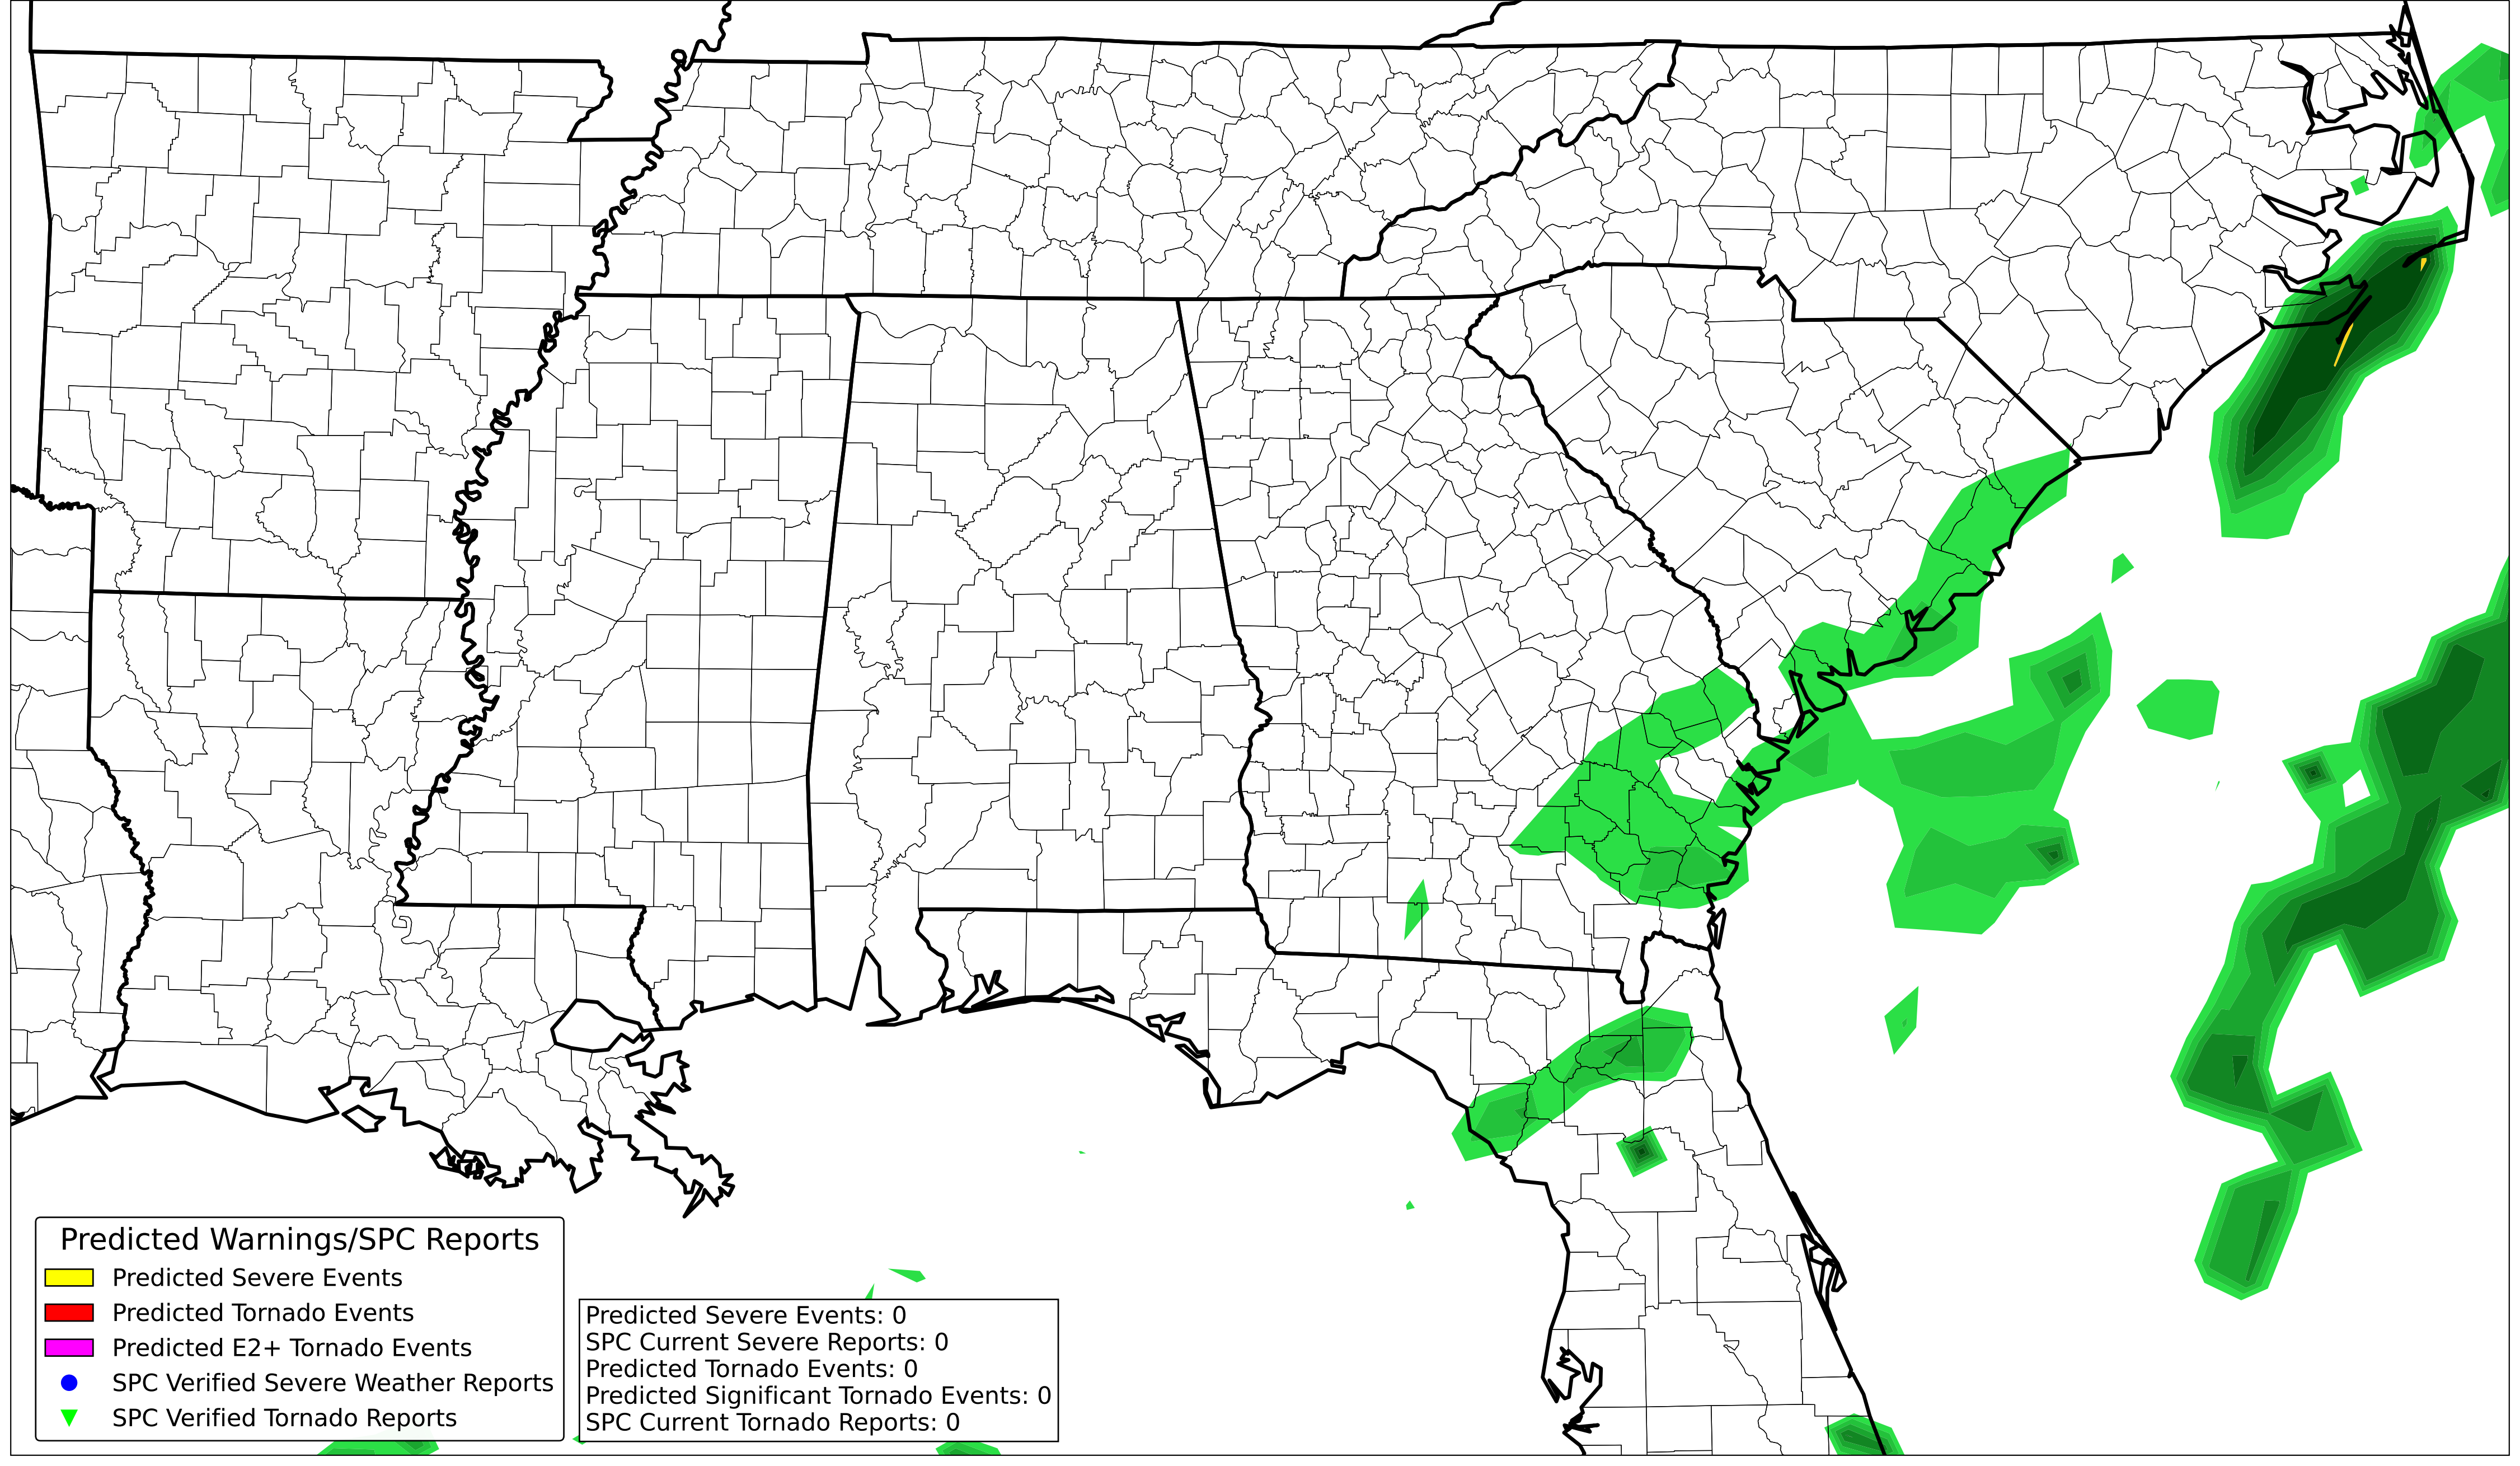 Predicted Warnings/SPC Reports
Predicted Severe Events
Predicted Tornado Events
Predicted E2+ Tornado Events
SPC Verified Severe Weather Reports
SPC Verified Tornado Reports
Predicted Severe Events: 0
SPC Current Severe Reports: 0
Predicted Tornado Events: 0
Predicted Significant Tornado Events: 0
SPC Current Tornado Reports: 0